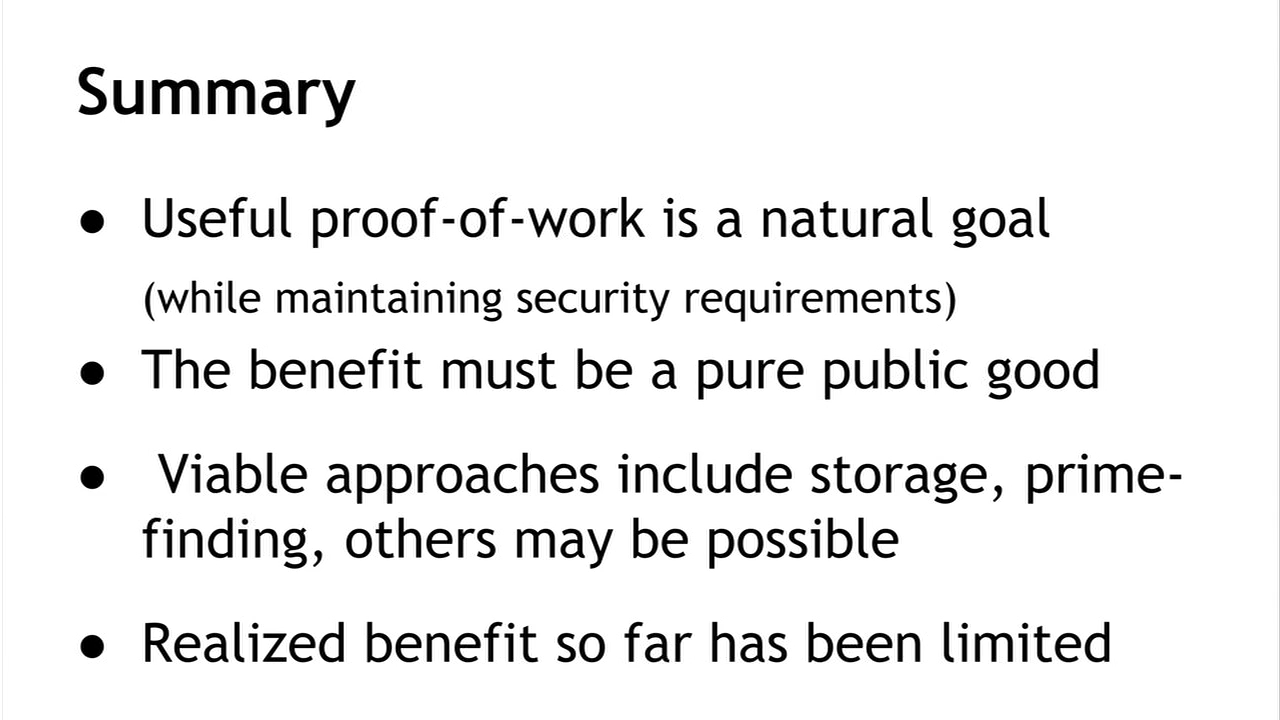 Summary
● Useful proof-of-work is a natural goal
(while maintaining security requirements)
● The benefit must be a pure public good
● Viable approaches include storage, prime-
finding, others may be possible
● Realized benefit so far has been limited